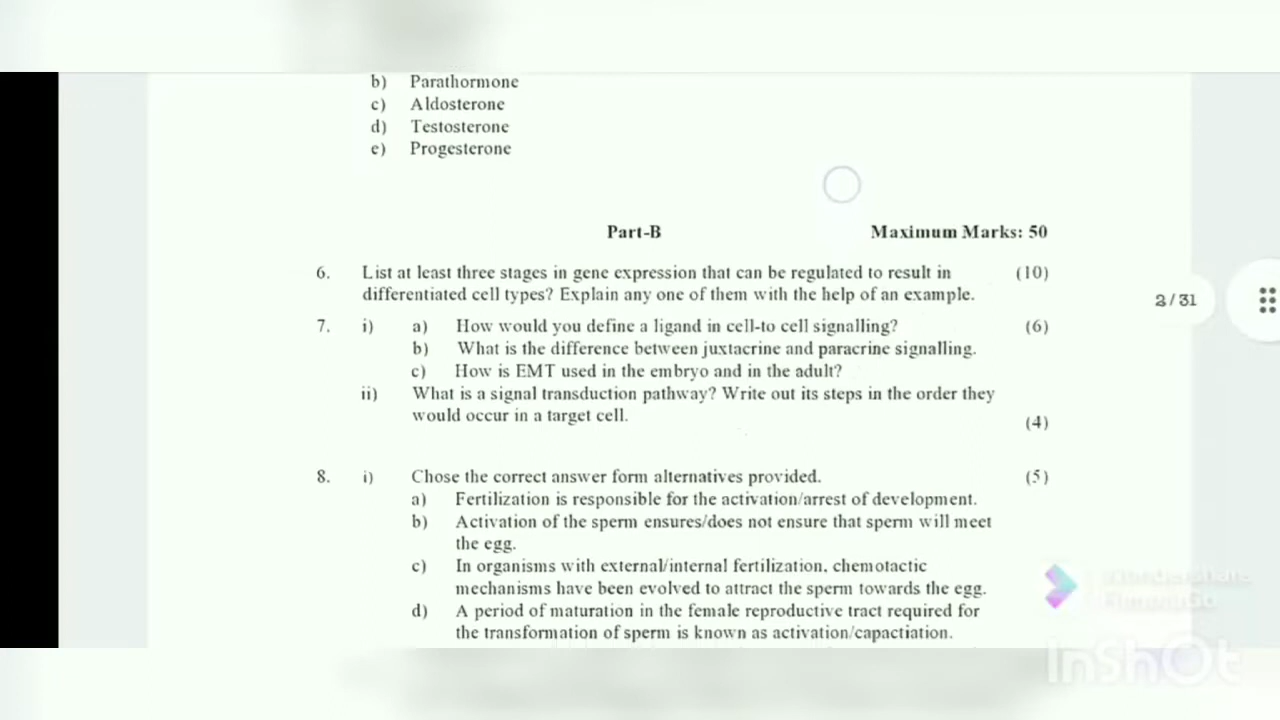 b) Parathormone
c) Aldosterone
d) Testosterone
e) Progesterone
Part-B Maximum Marks: 50
6. List at least three stages in gene expression that can be regulated to result in (10)
differentiated cell types? Explain any one of them with the help of an example.
7. i) a) How would you define a ligand in cell-to cell signalling? (6)
b) What is the difference between juxtacrine and paracrine signalling.
c) How is EMT used in the embryo and in the adult?
ii) What is a signal transduction pathway? Write out its steps in the order they
would occur in a target cell.
(4)
8. i) Chose the correct answer form alternatives provided. (5)
a) Fertilization is responsible for the activation/arrest of development.
b) Activation of the sperm ensures/does not ensure that sperm will meet
the egg.
c) In organisms with external/internal fertilization, chemotactic
mechanisms have been evolved to attract the sperm towards the egg.
d) A period of maturation in the female reproductive tract required for
the transformation of sperm is known as activation/capactiation.
2 / 31
InShOt